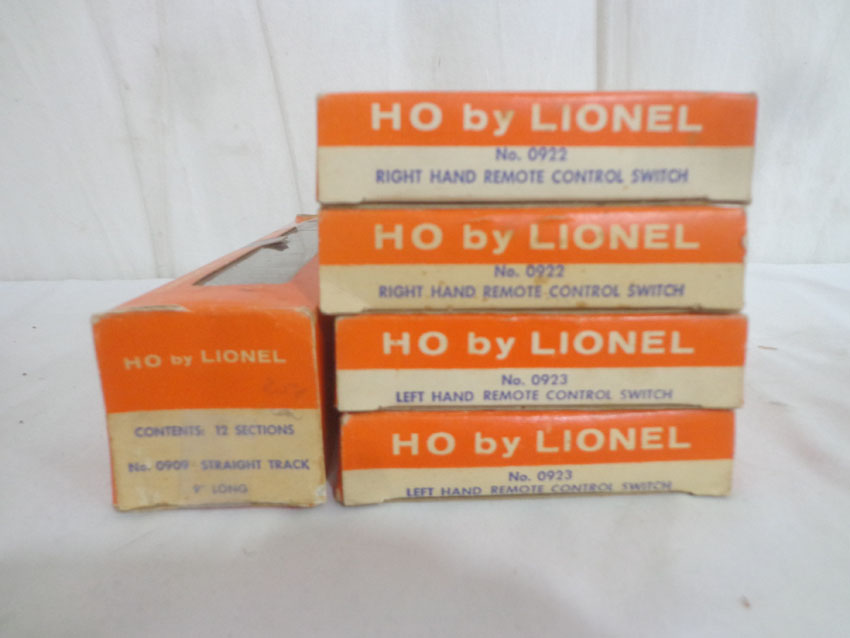 HO by LIONEL
No. 0922
RIGHT HAND REMOTE CONTROL SWITCH
HO by LIONEL
No. 0922
RIGHT HAND REMOTE CONTROL SWITCH
HO by LIONEL
No. 0923
LEFT HAND REMOTE CONTROL SWITCH
HO by LIONEL
No. 0923
LEFT HAND REMOTE CONTROL SWITCH
HO by LIONEL
CONTENTS: 12 SECTIONS
No. 0909 STRAIGHT TRACK
9" LONG